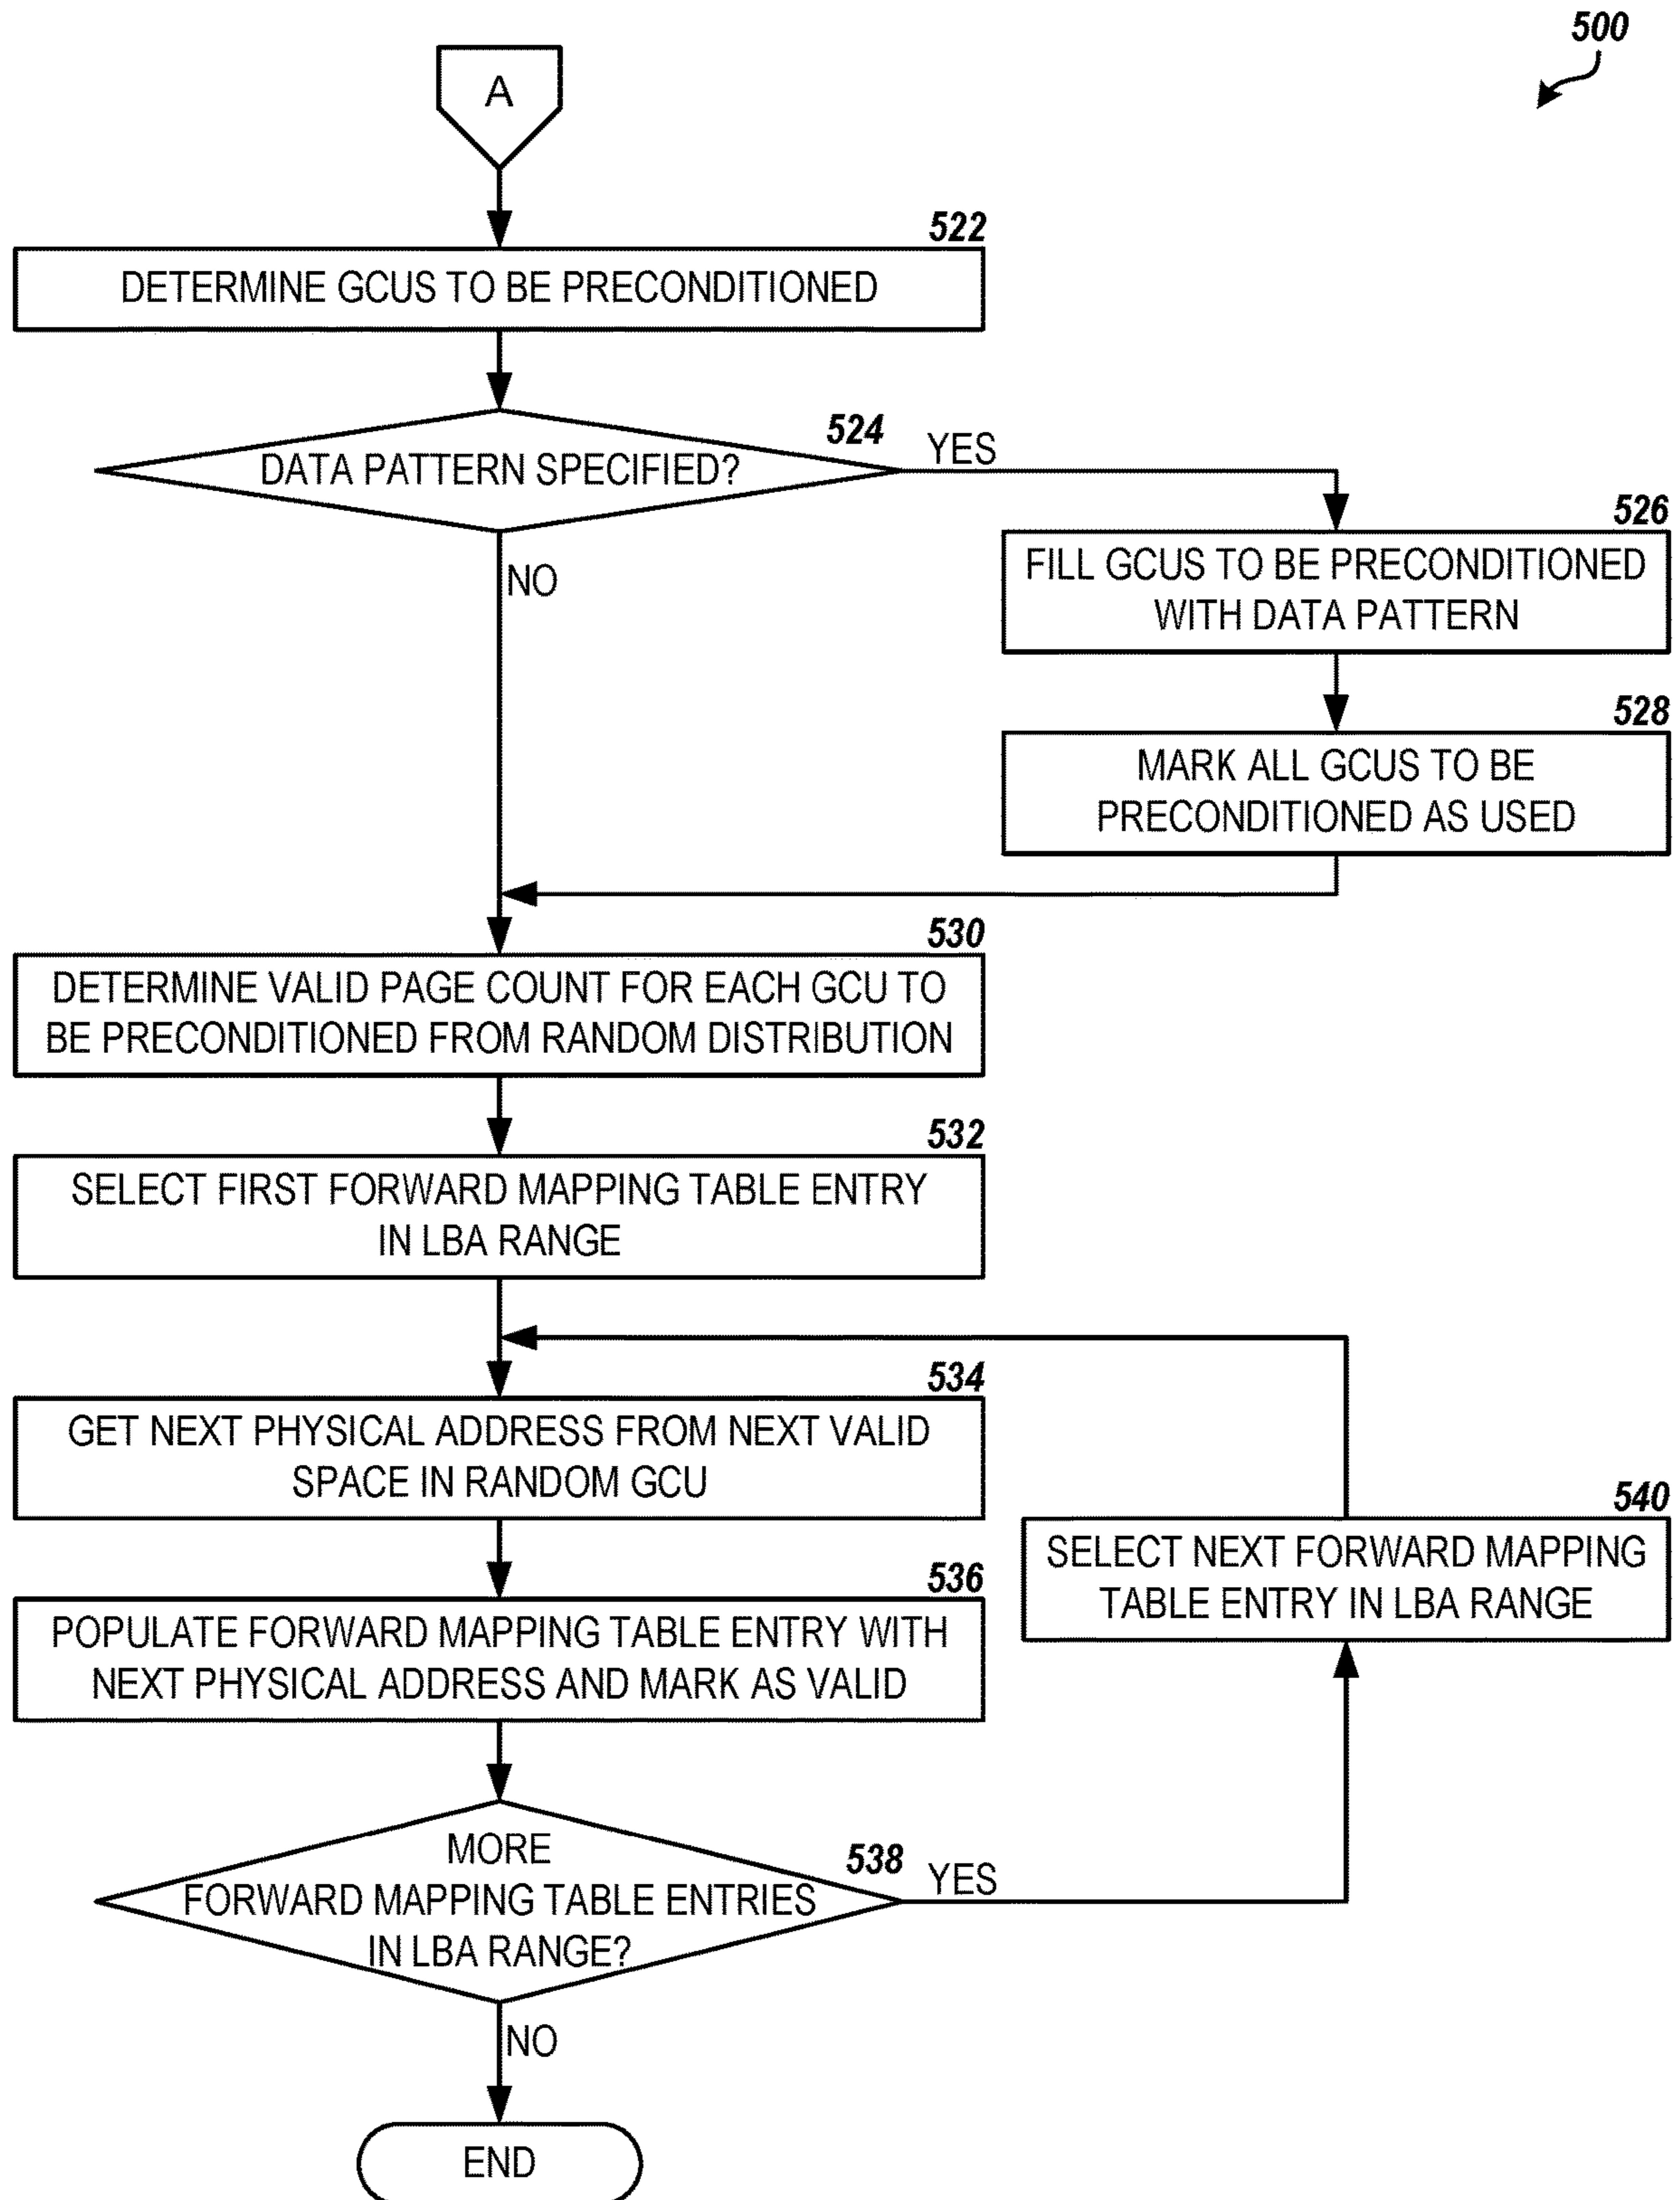 500
A
522
DETERMINE GCUS TO BE PRECONDITIONED
524
DATA PATTERN SPECIFIED?
YES
526
FILL GCUS TO BE PRECONDITIONED
WITH DATA PATTERN
NO
528
MARK ALL GCUS TO BE
PRECONDITIONED AS USED
530
DETERMINE VALID PAGE COUNT FOR EACH GCU TO
BE PRECONDITIONED FROM RANDOM DISTRIBUTION
532
SELECT FIRST FORWARD MAPPING TABLE ENTRY
IN LBA RANGE
534
GET NEXT PHYSICAL ADDRESS FROM NEXT VALID
SPACE IN RANDOM GCU
540
SELECT NEXT FORWARD MAPPING
TABLE ENTRY IN LBA RANGE
536
POPULATE FORWARD MAPPING TABLE ENTRY WITH
NEXT PHYSICAL ADDRESS AND MARK AS VALID
538
MORE
FORWARD MAPPING TABLE ENTRIES
IN LBA RANGE?
YES
NO
END